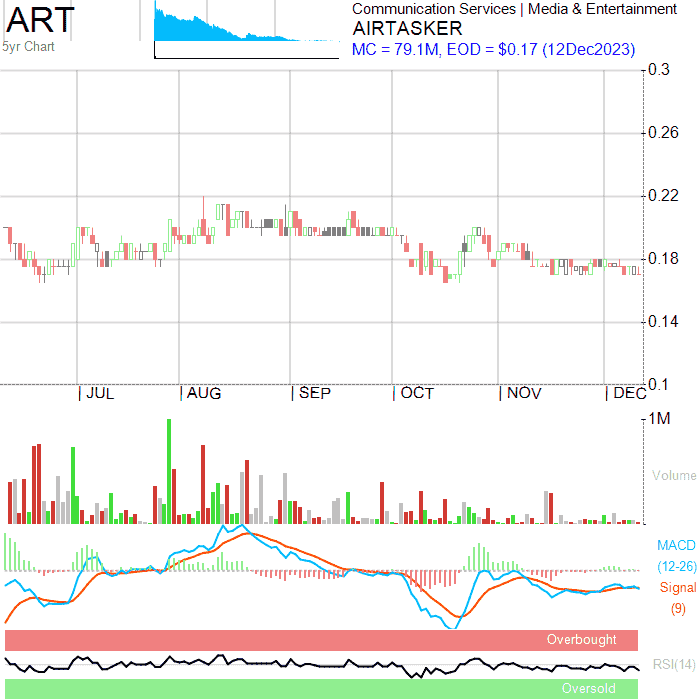 ART
5yr Chart
Communication Services | Media & Entertainment
AIRTASKER
MC = 79.1M, EOD = $0.17 (12Dec2023)
0.3
0.26
0.22
0.18
0.14
0.1
JUL AUG SEP OCT NOV DEC
1M
Volume
MACD
(12-26)
Signal
(9)
Overbought
RSI(14)
Oversold